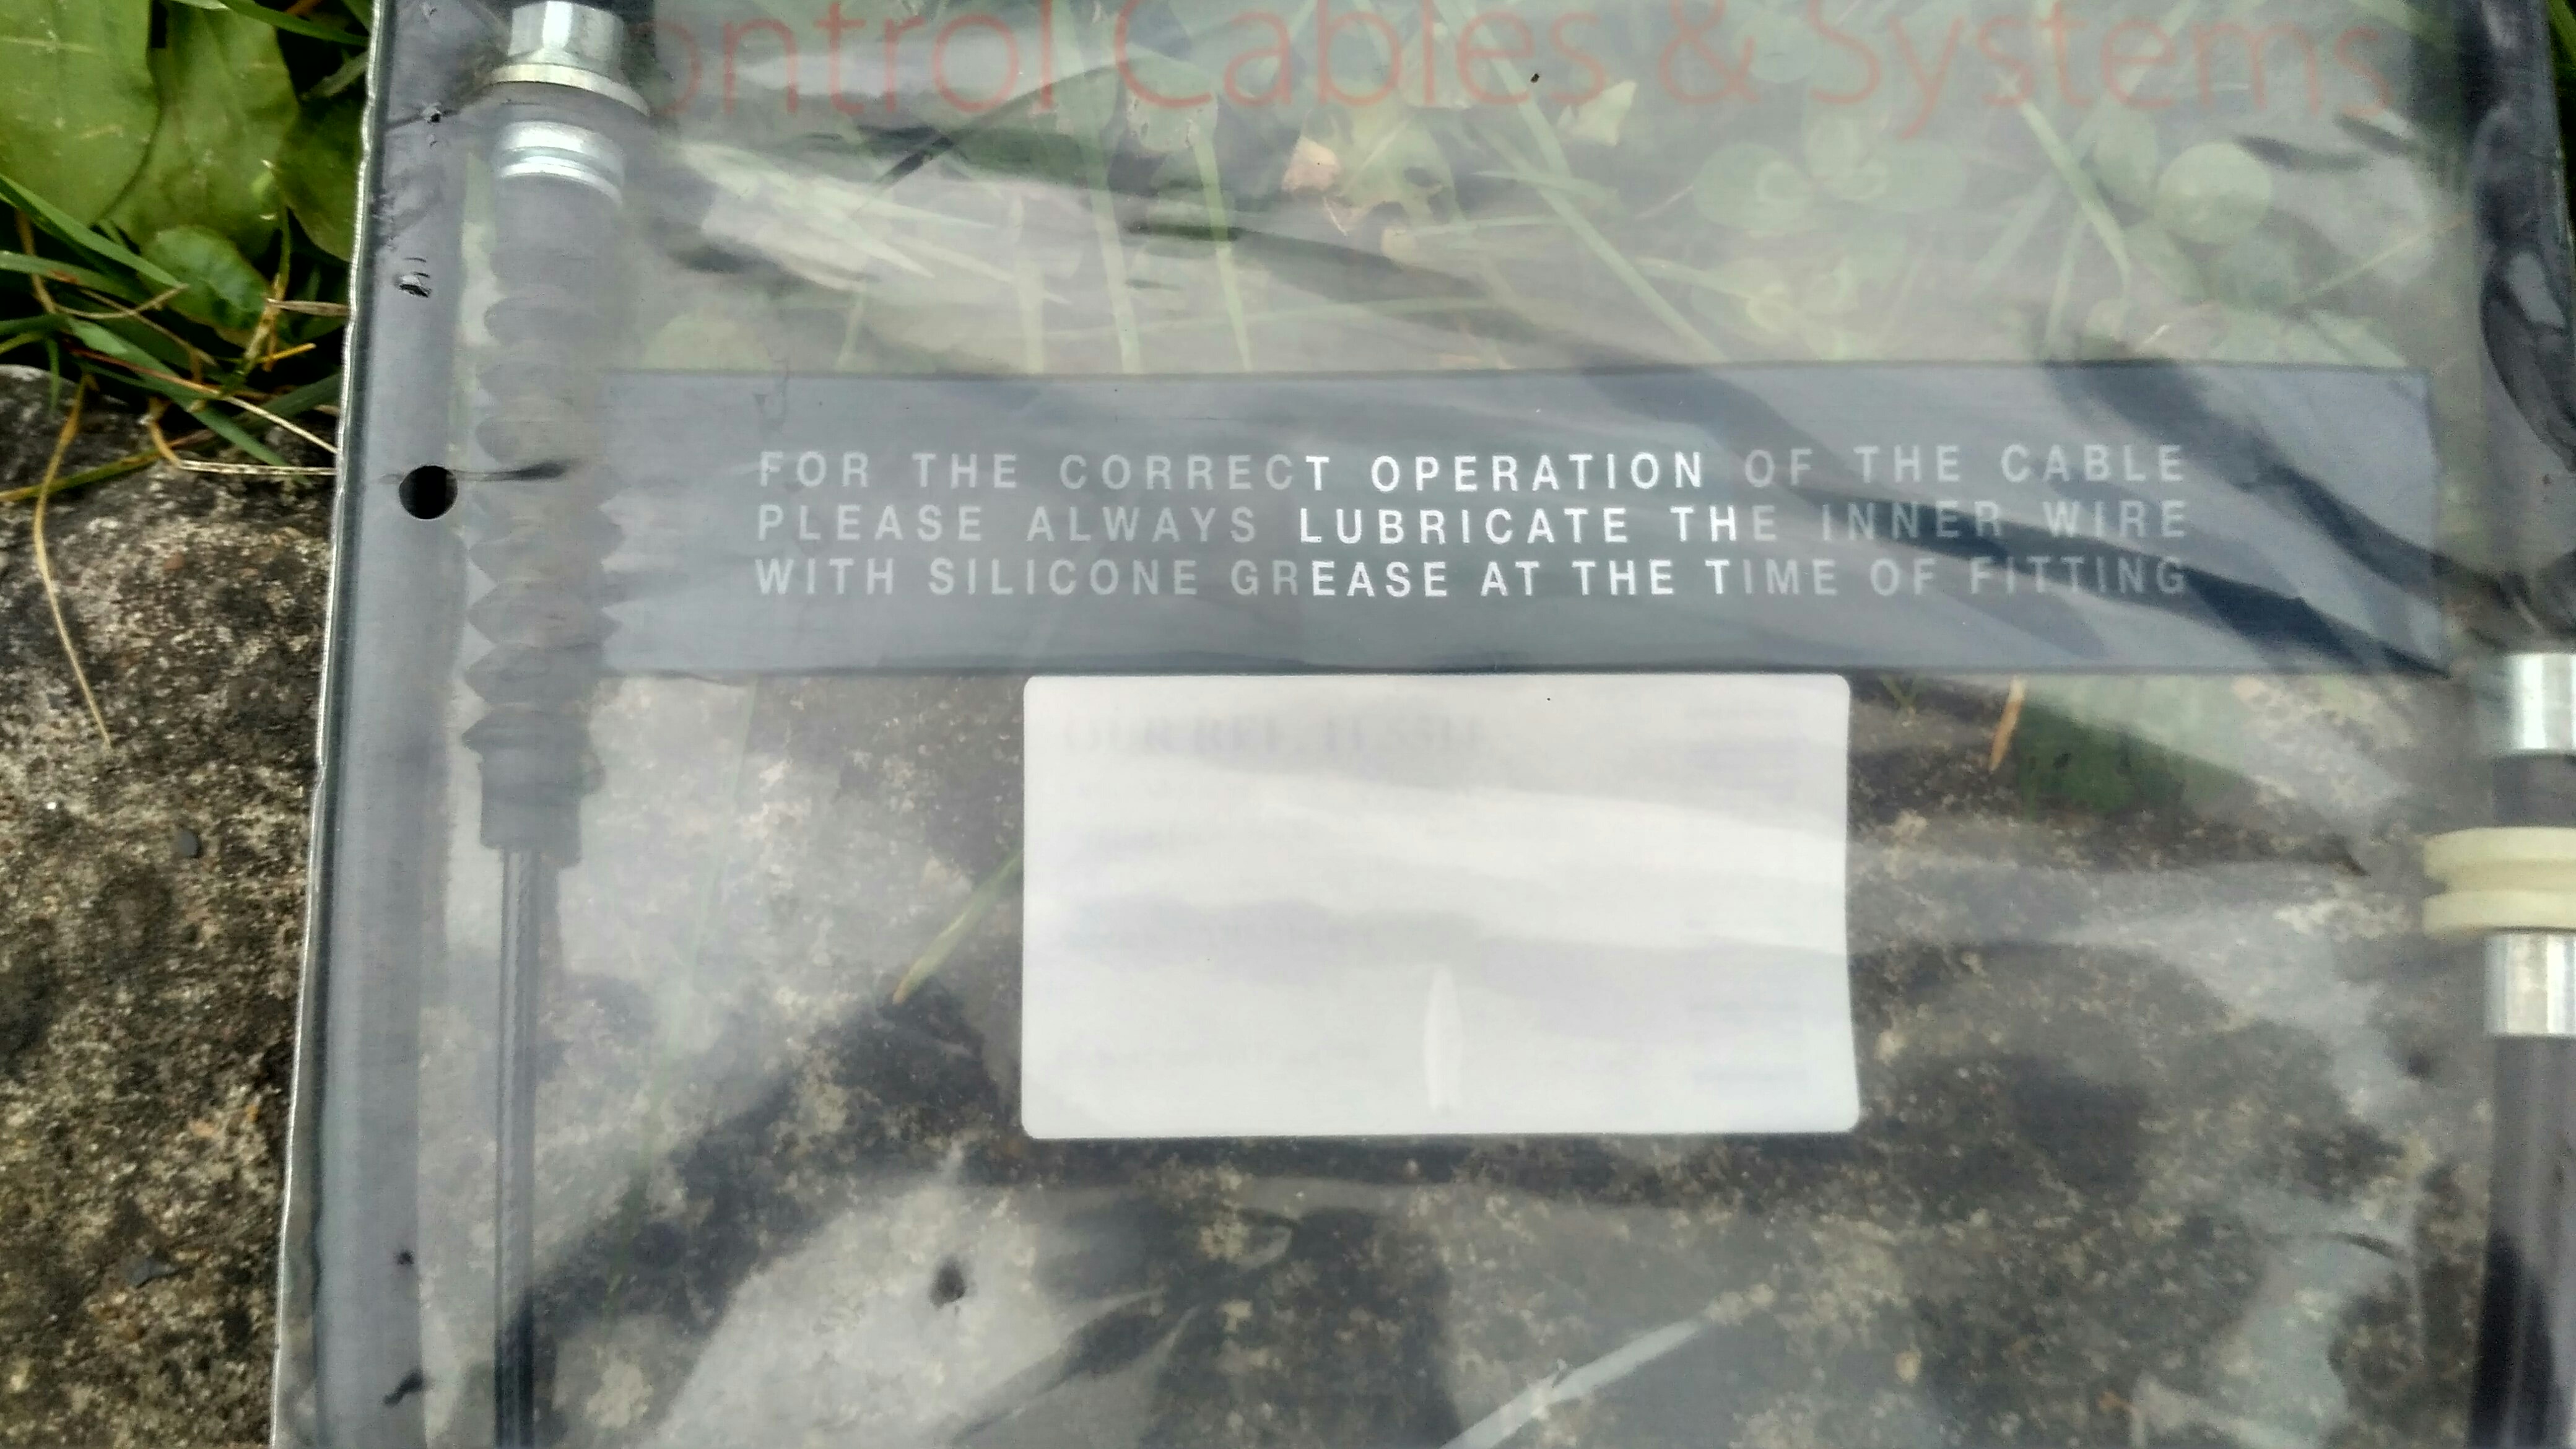 ontrol Cables & Systems
FOR THE CORRECT OPERATION OF THE CABLE
PLEASE ALWAYS LUBRICATE THE INNER WIRE
WITH SILICONE GREASE AT THE TIME OF FITTING